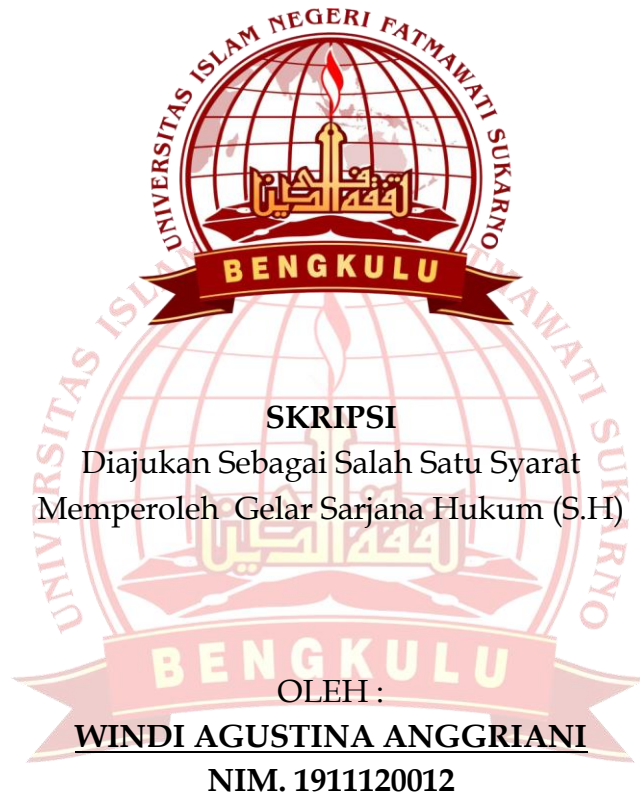 UNIVERSITAS ISLAM NEGERI FATMAWATI SUKARNO
BENGKULU
SKRIPSI
Diajukan Sebagai Salah Satu Syarat
Memperoleh Gelar Sarjana Hukum (S.H)
OLEH :
WINDI AGUSTINA ANGGRIANI
NIM. 1911120012